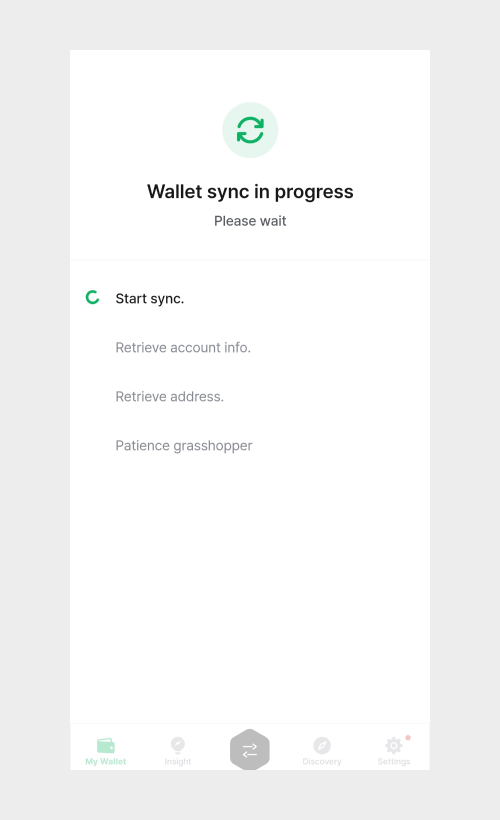 Wallet sync in progress
Please wait
Start sync.
Retrieve account info.
Retrieve address.
Patience grasshopper
My Wallet
Insight
Discovery
Settings